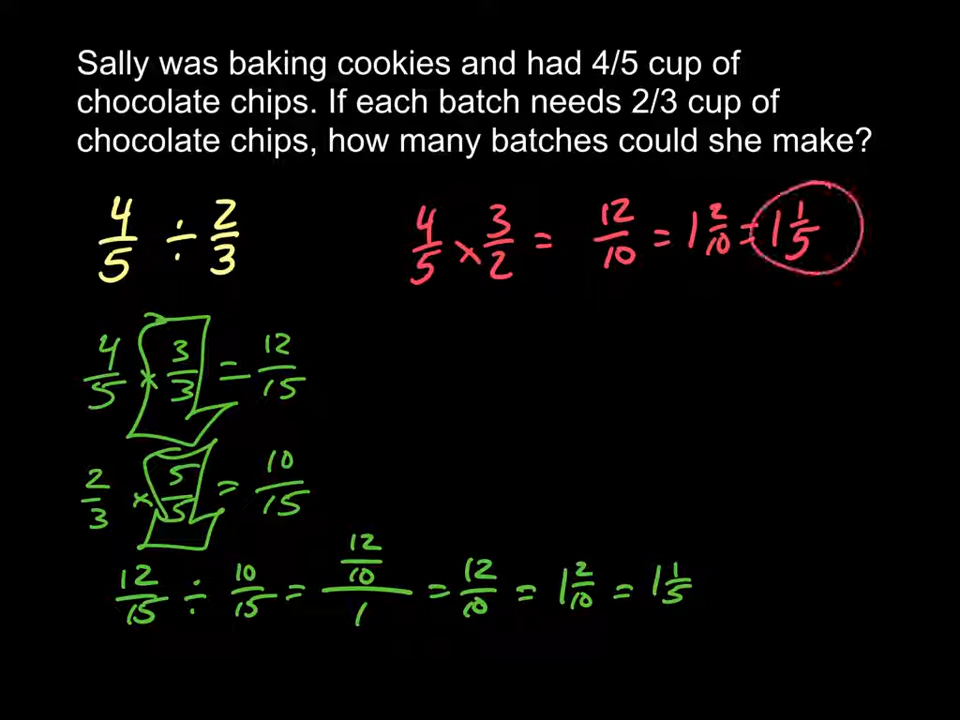 Sally was baking cookies and had 4/5 cup of
chocolate chips. If each batch needs 2/3 cup of
chocolate chips, how many batches could she make?
4/5 ÷ 2/3
4/5 × 3/2 = 12/10 = 1 2/10 = 1 1/5
4/5 × 3/3 = 12/15
2/3 × 5/5 = 10/15
12/15 ÷ 10/15 = (12/10)/1 = 12/10 = 1 2/10 = 1 1/5